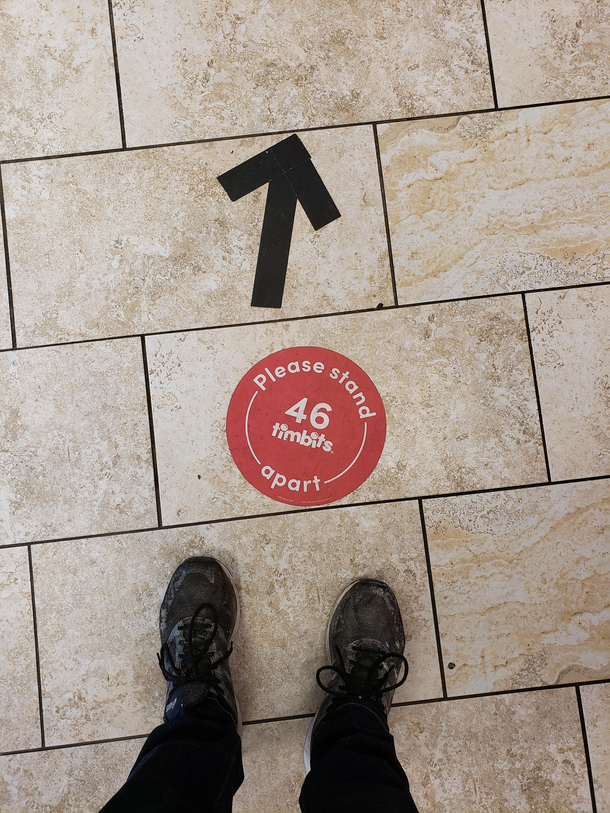 Please stand
46
timbits
apart